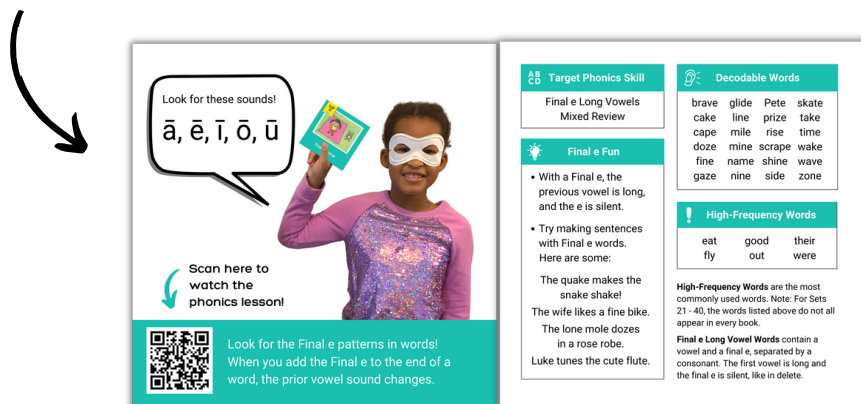 Look for these sounds!
ā, ē, ī, ō, ū
Scan here to
watch the
phonics lesson!
Look for the Final e patterns in words!
When you add the Final e to the end of a
word, the prior vowel sound changes.
AB
CD
Target Phonics Skill
Final e Long Vowels
Mixed Review
Final e Fun
• With a Final e, the
previous vowel is long,
and the e is silent.
• Try making sentences
with Final e words.
Here are some:
The quake makes the
snake shake!
The wife likes a fine bike.
The lone mole dozes
in a rose robe.
Luke tunes the cute flute.
Decodable Words
brave glide Pete skate
cake line prize take
cape mile rise time
doze mine scrape wake
fine name shine wave
gaze nine side zone
High-Frequency Words
eat good their
fly out were
High-Frequency Words are the most
commonly used words. Note: For Sets
21 - 40, the words listed above do not all
appear in every book.
Final e Long Vowel Words contain a
vowel and a final e, separated by a
consonant. The first vowel is long and
the final e is silent, like in delete.